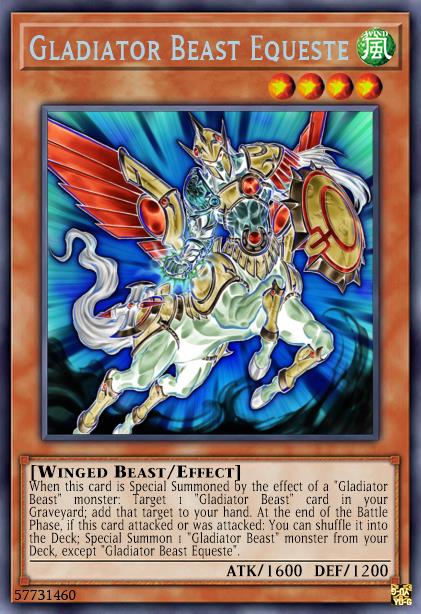 Gladiator Beast Equeste
WIND
風
[Winged Beast/Effect]
When this card is Special Summoned by the effect of a "Gladiator
Beast" monster: Target 1 "Gladiator Beast" card in your
Graveyard; add that target to your hand. At the end of the Battle
Phase, if this card attacked or was attacked: You can shuffle it into
the Deck; Special Summon 1 "Gladiator Beast" monster from your
Deck, except "Gladiator Beast Equeste".
ATK/1600 DEF/1200
57731460